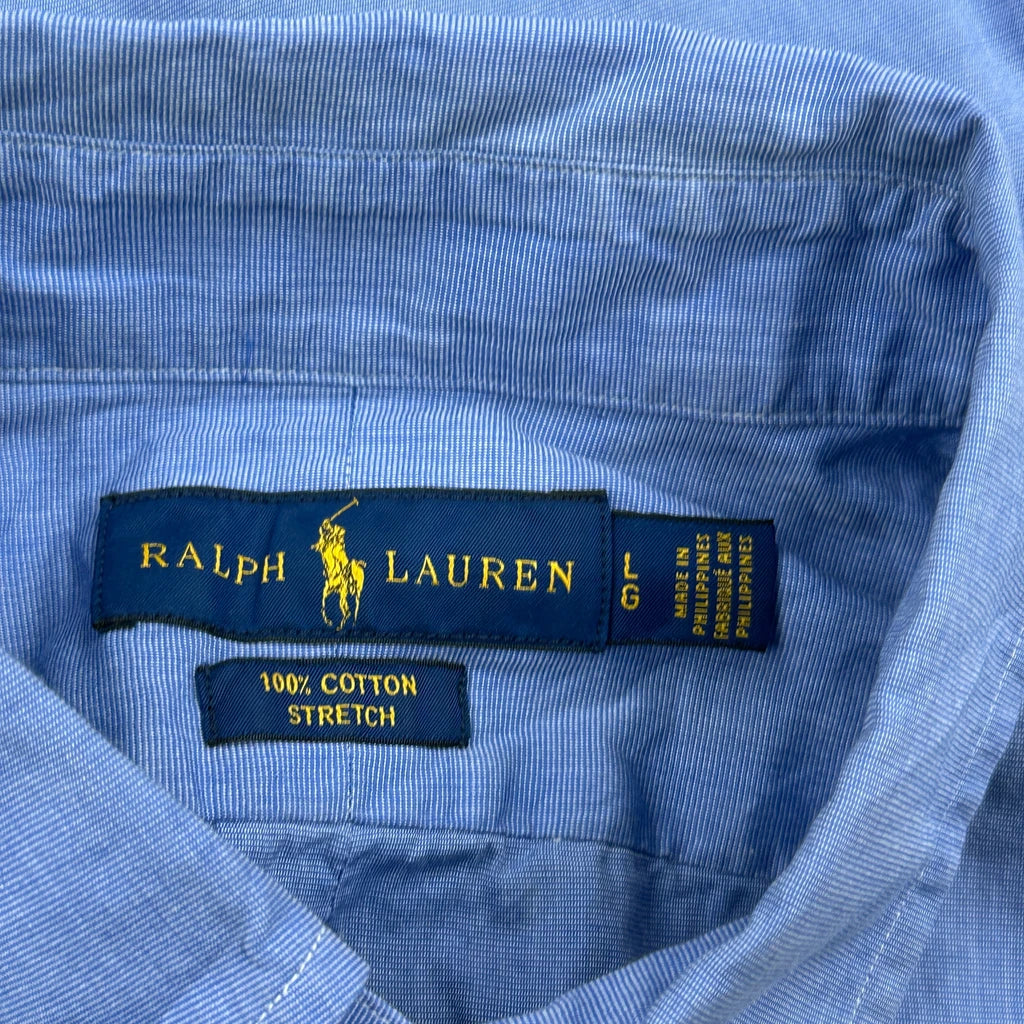 RALPH LAUREN
L
G
MADE IN
PHILIPPINES
FABRIQUÉ AUX
PHILIPPINES
100% COTTON
STRETCH